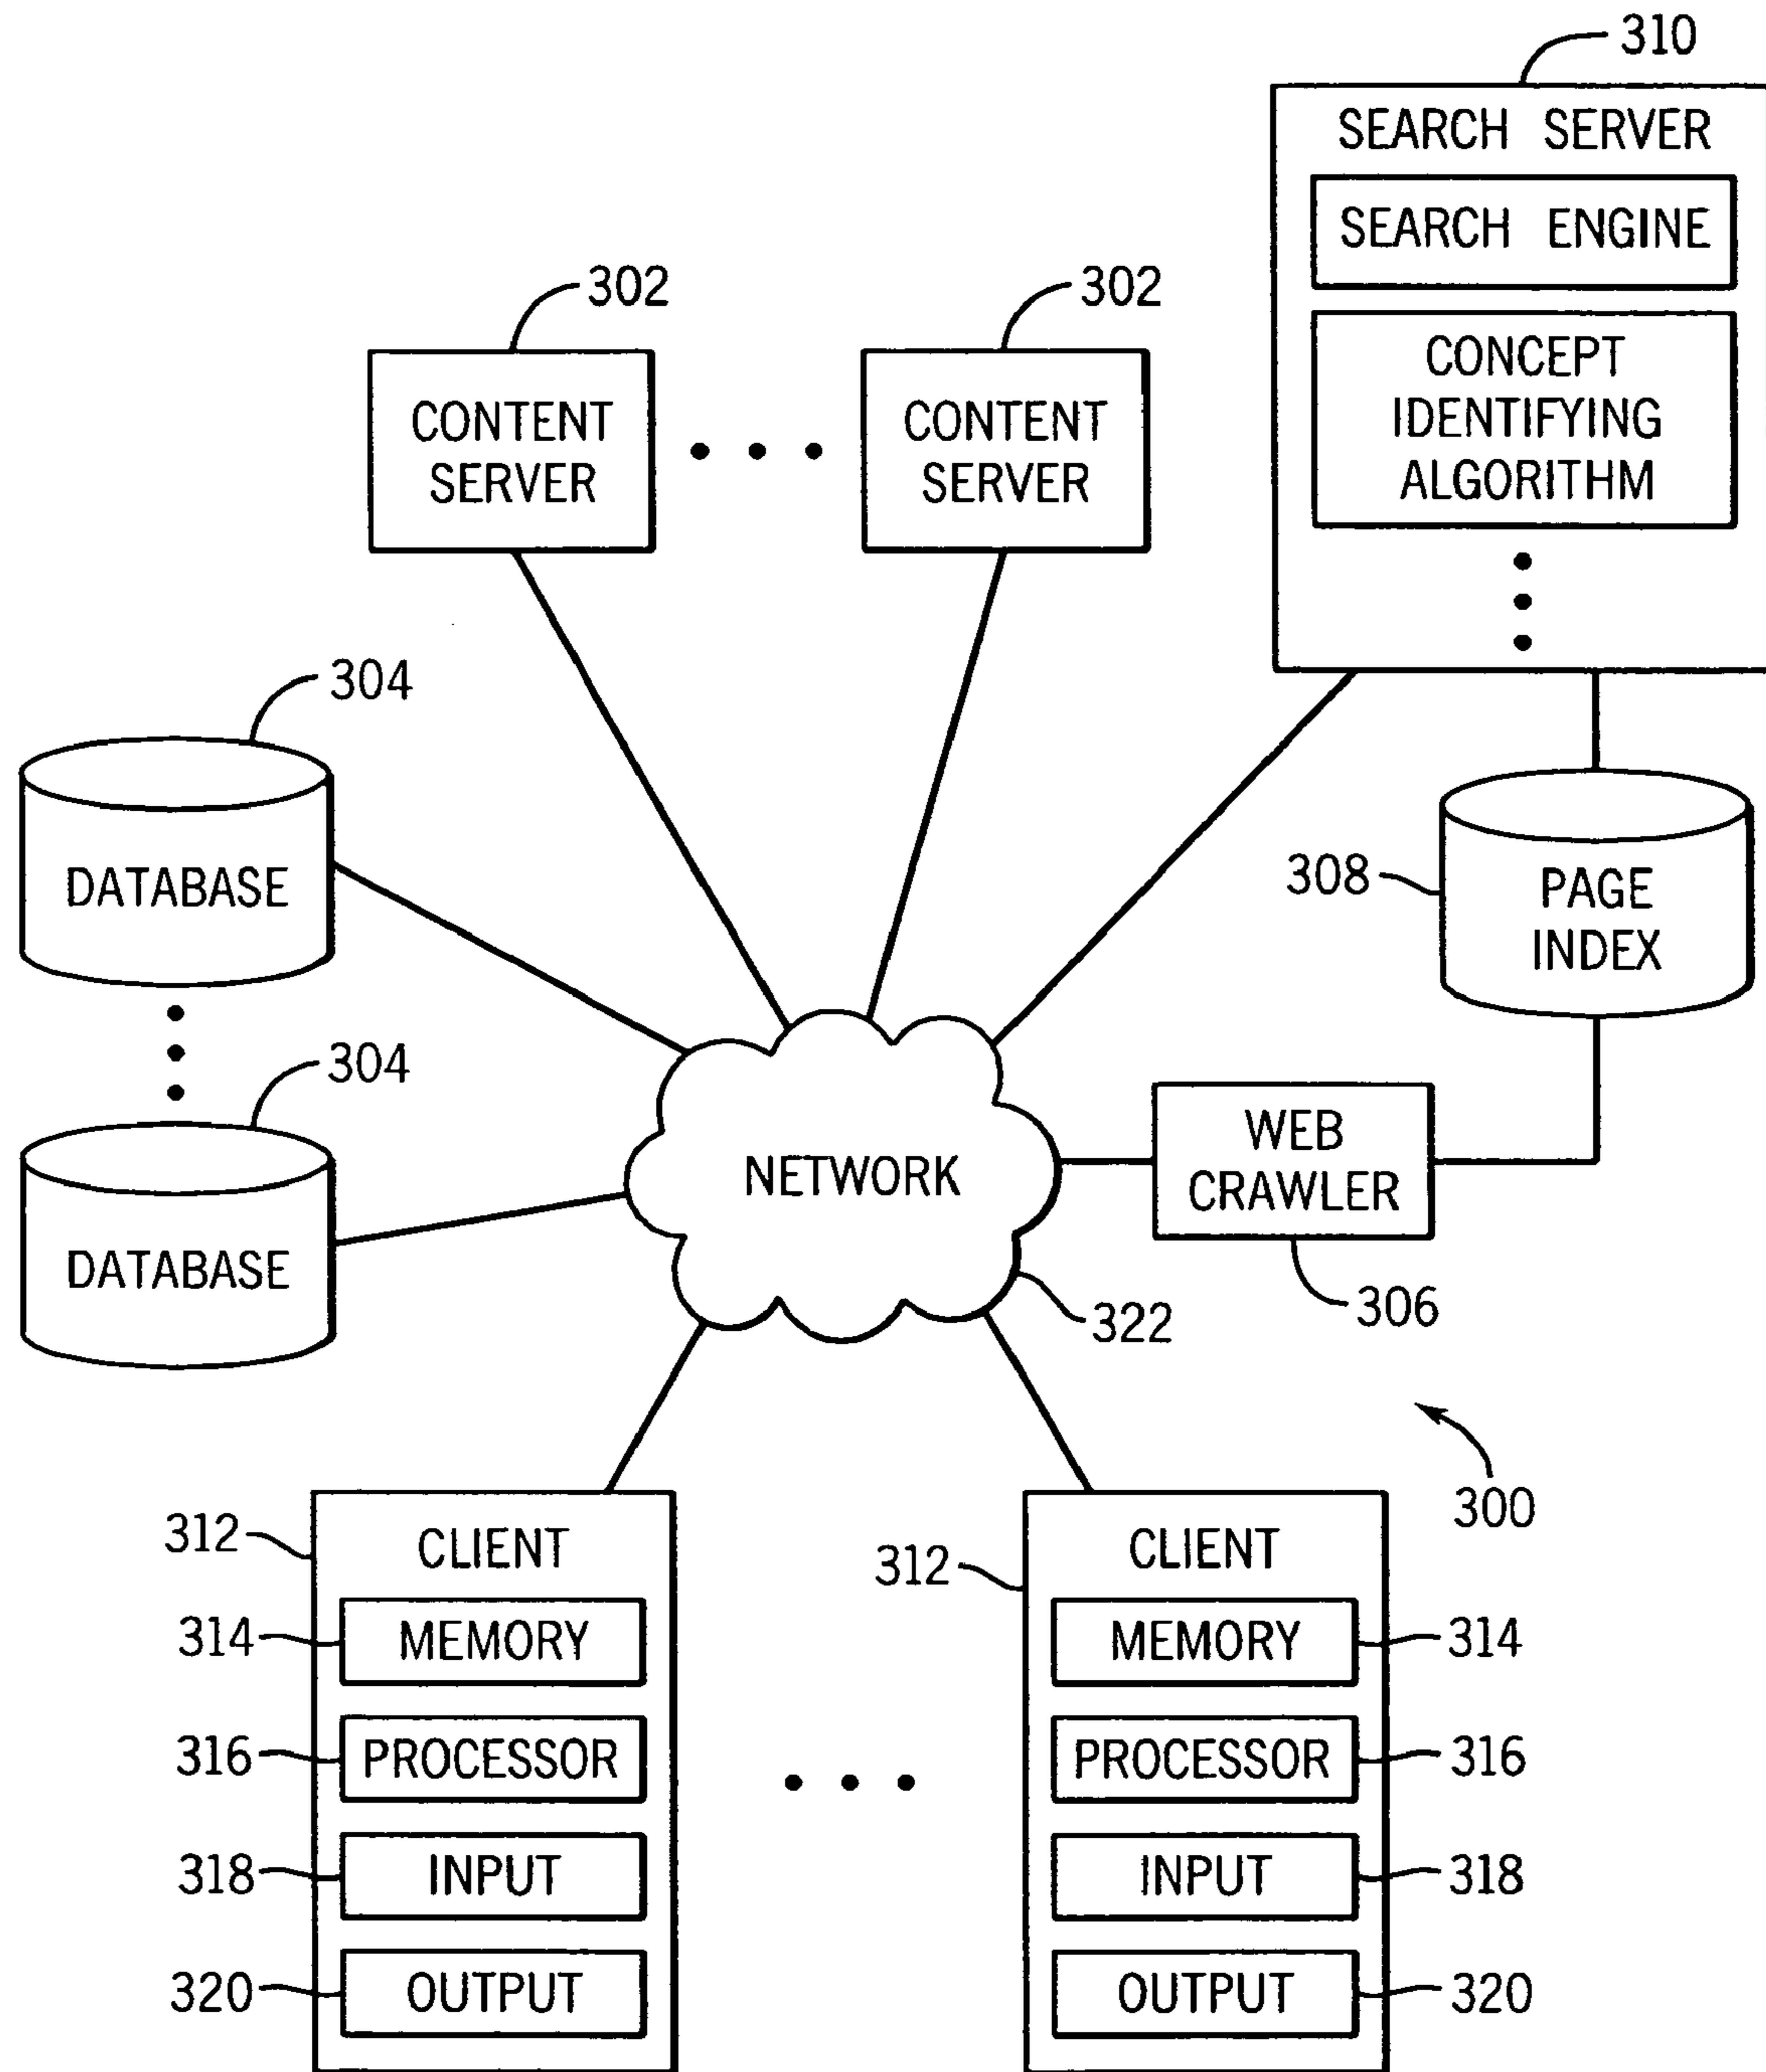 310
SEARCH SERVER
SEARCH ENGINE
CONCEPT
IDENTIFYING
ALGORITHM
302
302
CONTENT
SERVER
CONTENT
SERVER
304
DATABASE
308
PAGE
INDEX
304
DATABASE
NETWORK
WEB
CRAWLER
322
306
300
312
CLIENT
314
MEMORY
316
PROCESSOR
318
INPUT
320
OUTPUT
312
CLIENT
MEMORY
314
PROCESSOR
316
INPUT
318
OUTPUT
320